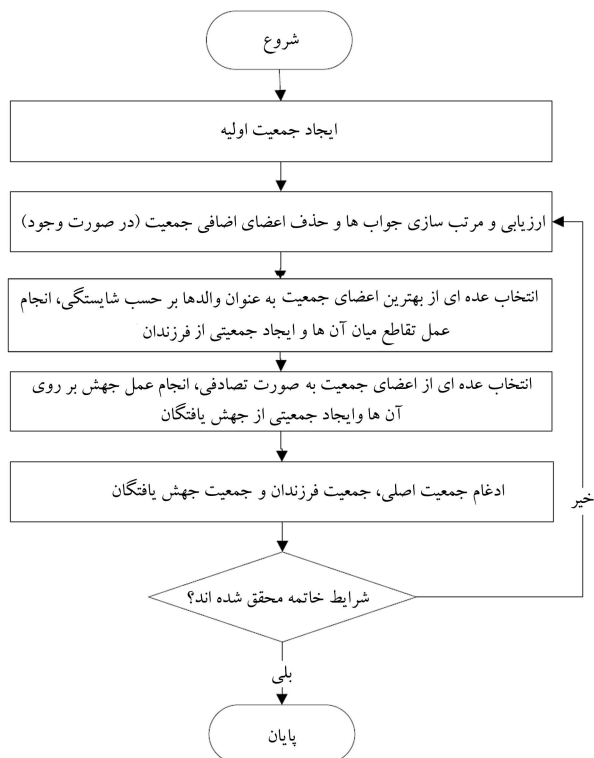 شروع
ایجاد جمعیت اولیه
ارزیابی و مرتب سازی جواب ها و حذف اعضای اضافی جمعیت (در صورت وجود)
انتخاب عده ای از بهترین اعضای جمعیت به عنوان والدها بر حسب شایستگی، انجام
عمل تقاطع میان آن ها و ایجاد جمعیتی از فرزندان
انتخاب عده ای از اعضای جمعیت به صورت تصادفی، انجام عمل جهش بر روی
آن ها وایجاد جمعیتی از جهش یافتگان
ادغام جمعیت اصلی، جمعیت فرزندان و جمعیت جهش یافتگان
خیر
شرایط خاتمه محقق شده اند؟
بلی
پایان